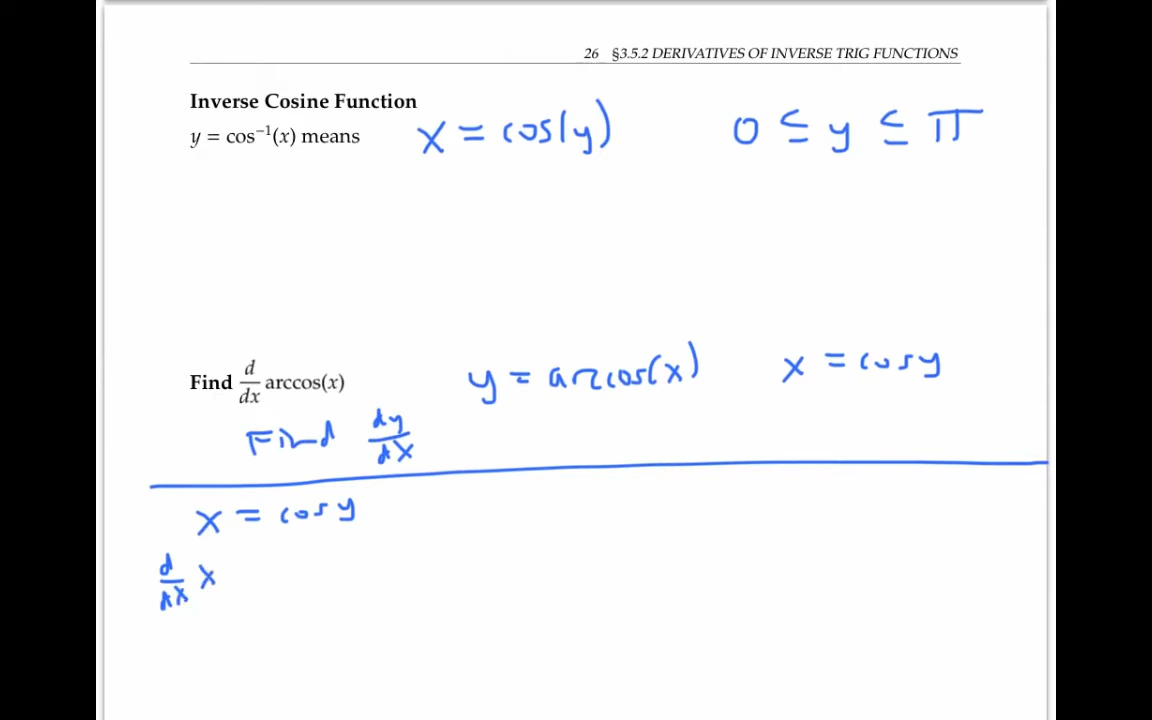 26 §3.5.2 DERIVATIVES OF INVERSE TRIG FUNCTIONS
Inverse Cosine Function
y = cos⁻¹(x) means x = cos(y) 0 ≤ y ≤ π
Find d/dx arccos(x) y = arccos(x) x = cos y
Find dy/dx
x = cos y
d/dx x